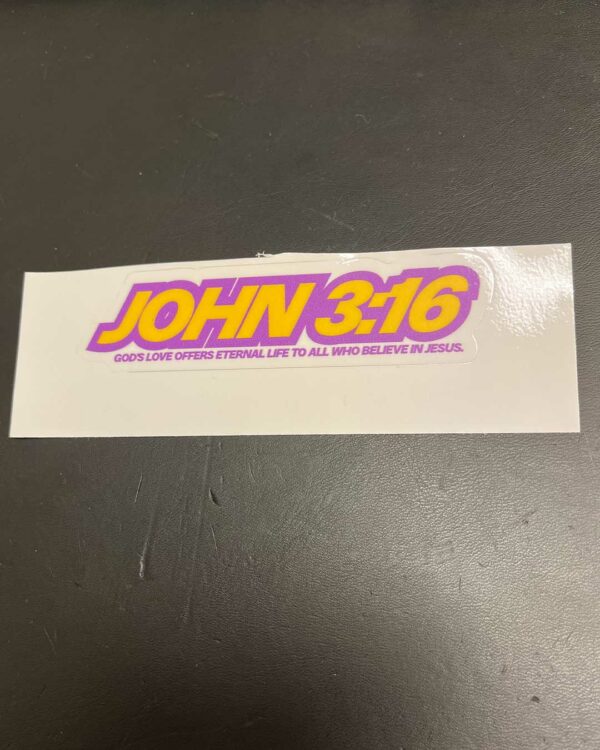 JOHN 3:16
GOD'S LOVE OFFERS ETERNAL LIFE TO ALL WHO BELIEVE IN JESUS.